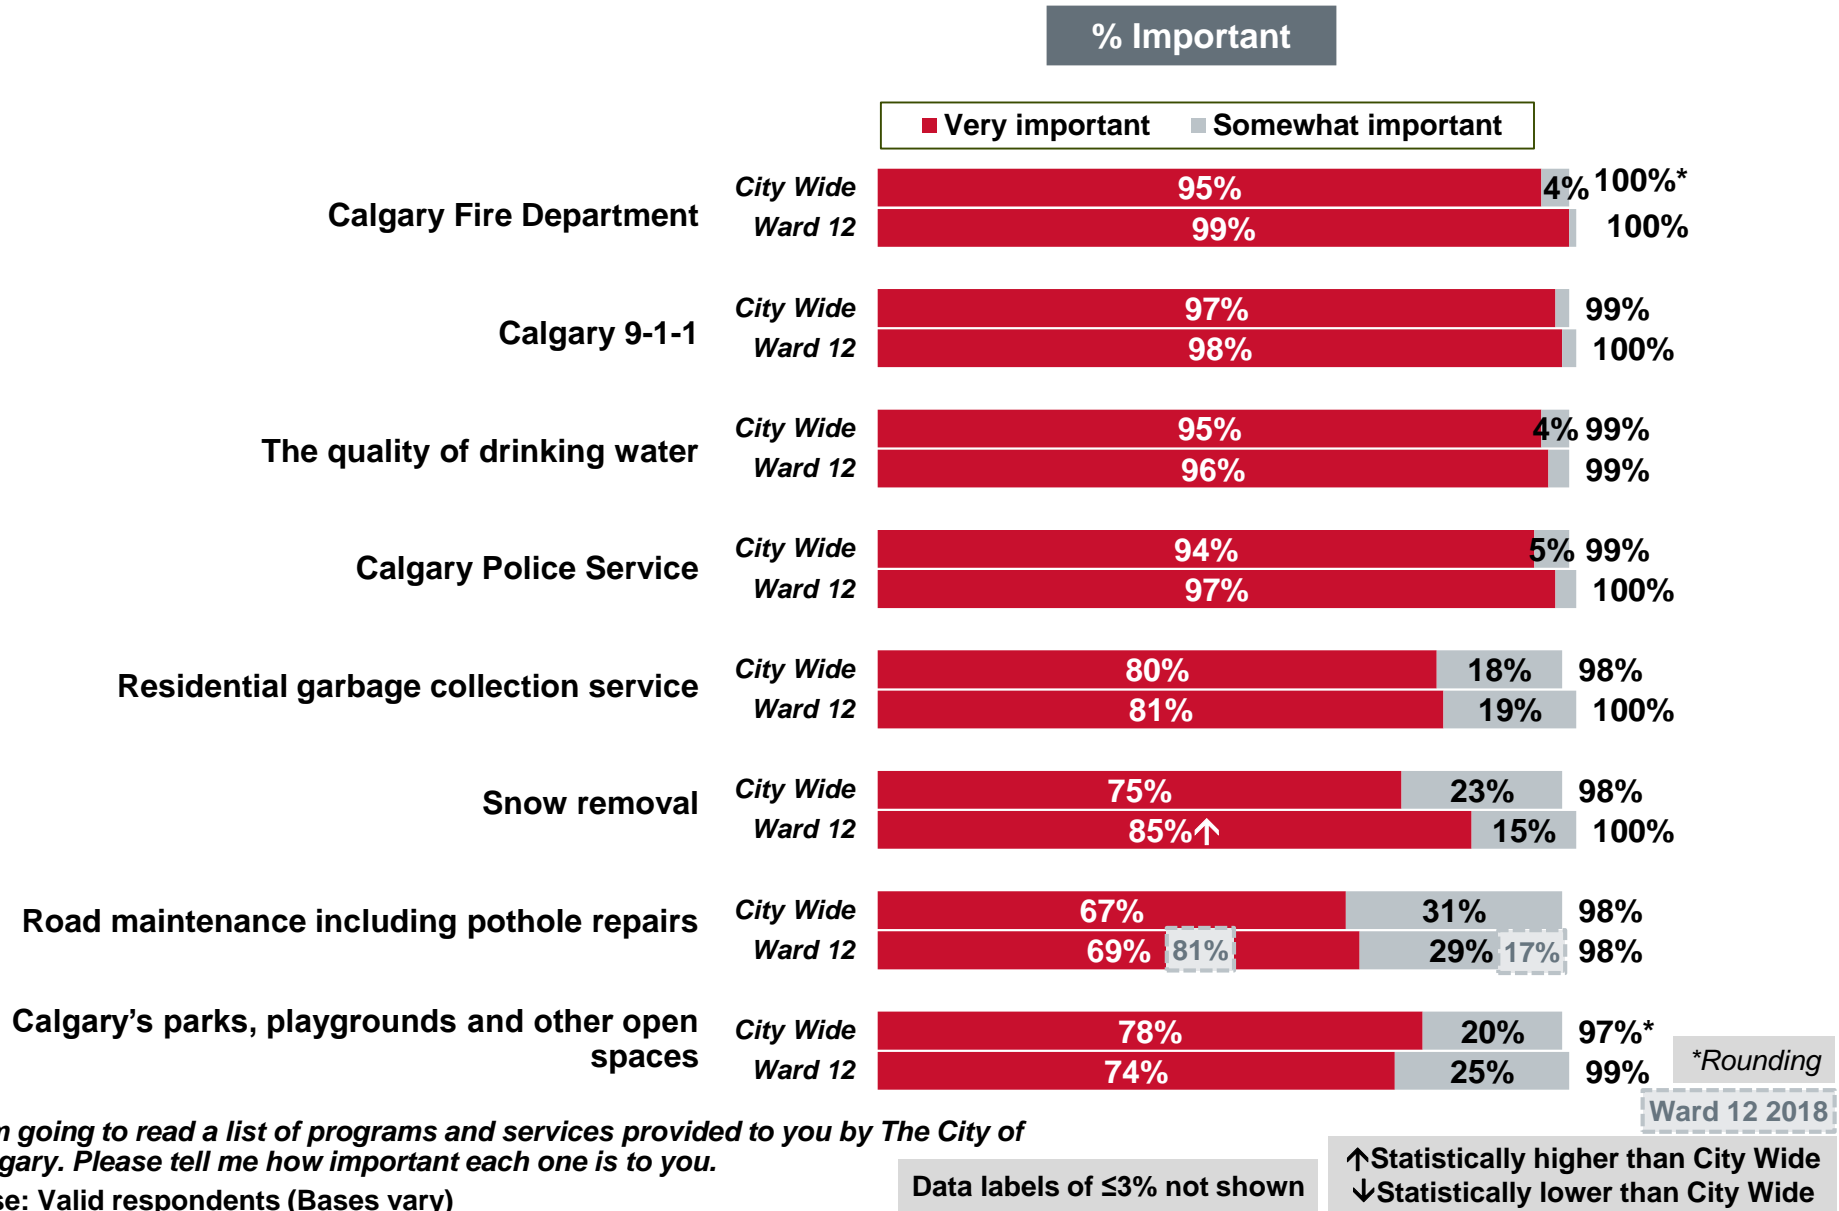 % Important
Very important Somewhat important
Calgary Fire Department
City Wide 95% 4% 100%*
Ward 12 99% 100%
Calgary 9-1-1
City Wide 97% 99%
Ward 12 98% 100%
The quality of drinking water
City Wide 95% 4% 99%
Ward 12 96% 99%
Calgary Police Service
City Wide 94% 5% 99%
Ward 12 97% 100%
Residential garbage collection service
City Wide 80% 18% 98%
Ward 12 81% 19% 100%
Snow removal
City Wide 75% 23% 98%
Ward 12 85%↑ 15% 100%
Road maintenance including pothole repairs
City Wide 67% 31% 98%
Ward 12 69% 81% 29% 17% 98%
Calgary's parks, playgrounds and other open
spaces
City Wide 78% 20% 97%*
Ward 12 74% 25% 99%
*Rounding
Ward 12 2018
going to read a list of programs and services provided to you by The City of
gary. Please tell me how important each one is to you.
se: Valid respondents (Bases vary)
Data labels of ≤3% not shown
↑Statistically higher than City Wide
↓Statistically lower than City Wide